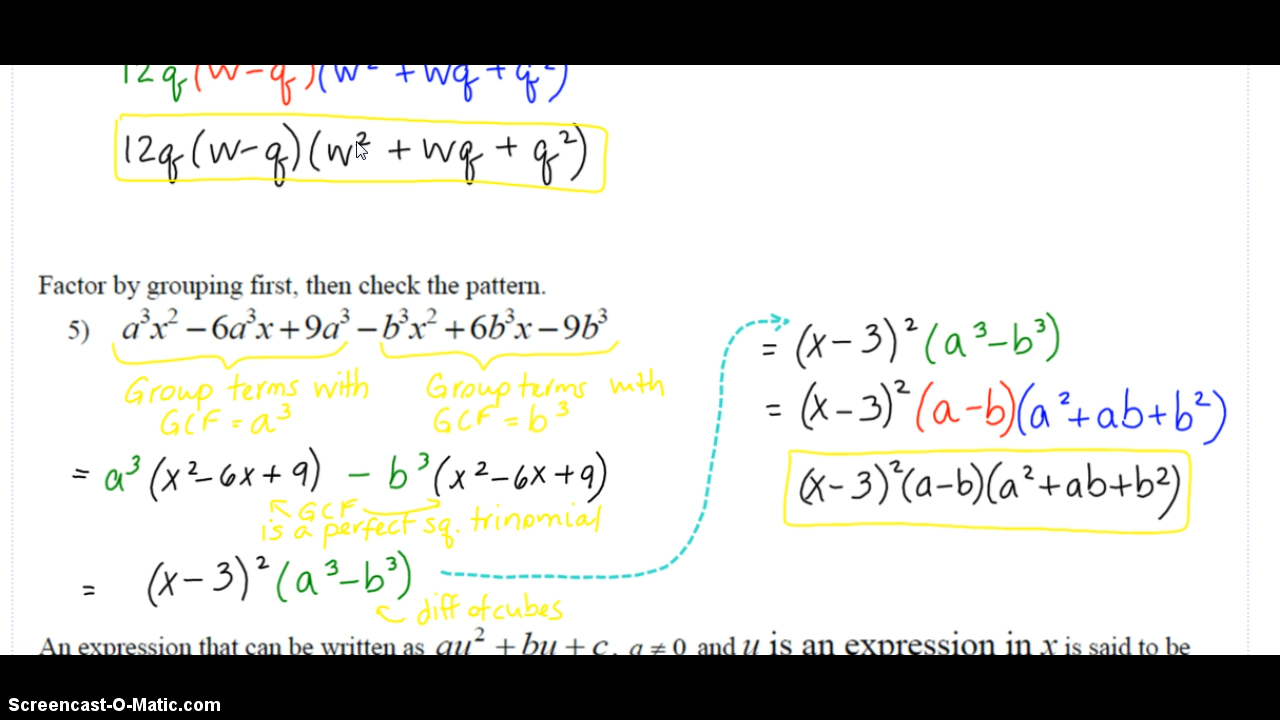 12q(w-q)(w² + wq + q²)
12q(w-q)(w² + wq + q²)
Factor by grouping first, then check the pattern.
5) a³x² − 6a³x + 9a³ − b³x² + 6b³x − 9b³
Group terms with
GCF = a³
Group terms with
GCF = b³
= a³(x²-6x+9) - b³(x²-6x+9)
GCF
is a perfect sq. trinomial
= (x-3)²(a³-b³)
diff of cubes
= (x-3)²(a³-b³)
= (x-3)²(a-b)(a²+ab+b²)
(x-3)²(a-b)(a²+ab+b²)
An expression that can be written as au² + bu + c, a ≠ 0 and u is an expression in x is said to be
Screencast-O-Matic.com